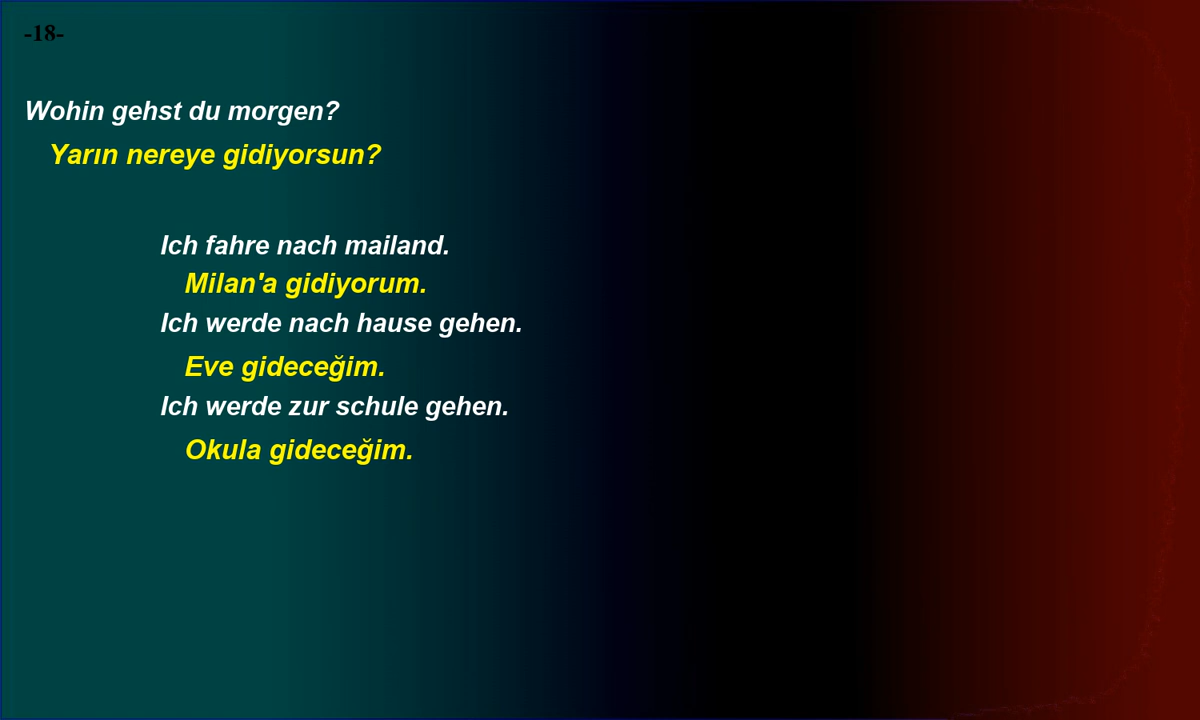 -18-
Wohin gehst du morgen?
Yarın nereye gidiyorsun?
Ich fahre nach mailand.
Milan'a gidiyorum.
Ich werde nach hause gehen.
Eve gideceğim.
Ich werde zur schule gehen.
Okula gideceğim.